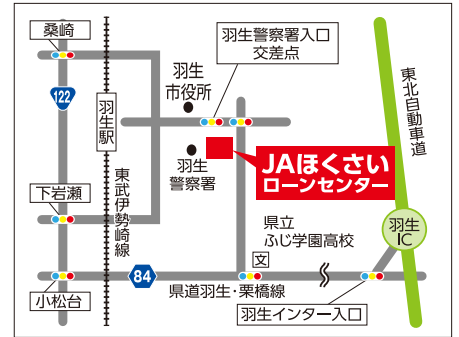 桑崎
羽生警察署入口
交差点
羽生
市役所
122
羽生駅
東北自動車道
JAほくさい
ローンセンター
羽生
警察署
東武伊勢崎線
下岩瀬
県立
ふじ学園高校
羽生
IC
文
84
小松台
県道羽生・栗橋線
羽生インター入口